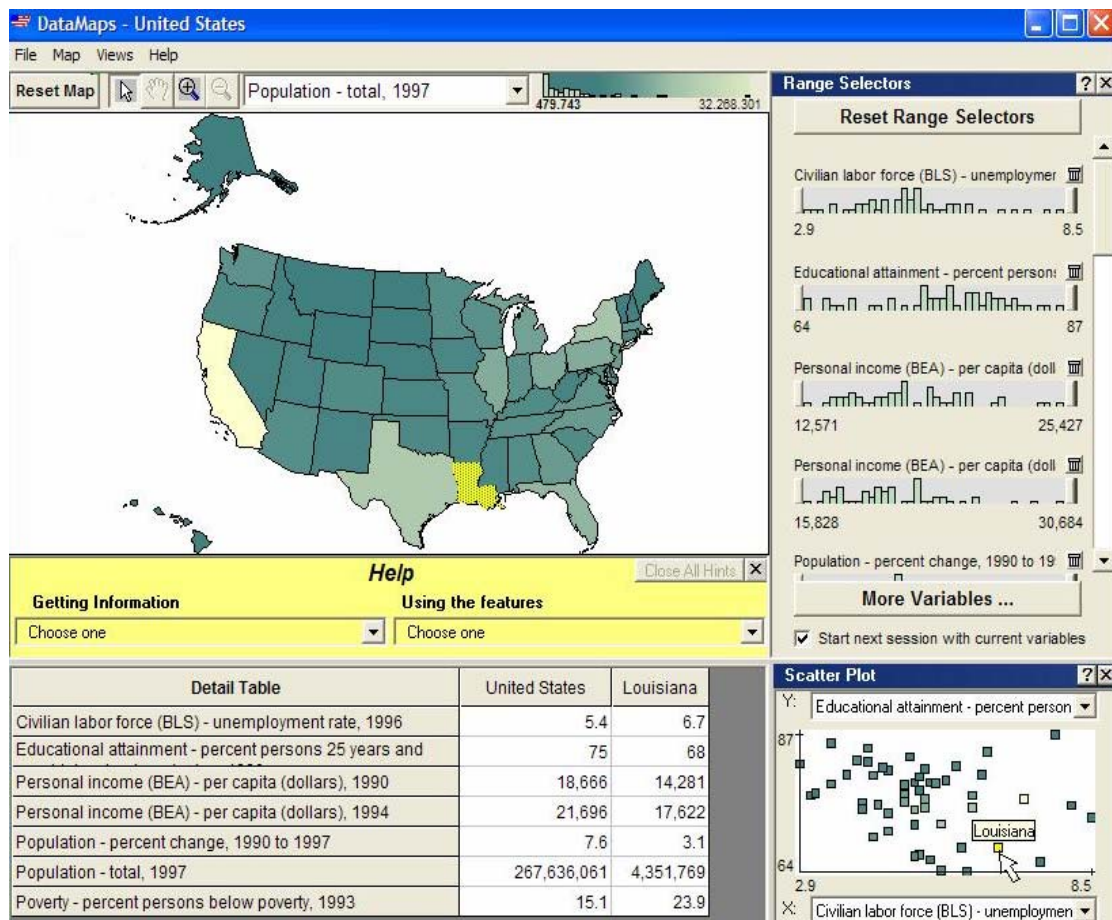 DataMaps - United States
File Map Views Help
Reset Map
Population - total, 1997
479.743
32.268.301
Range Selectors
Reset Range Selectors
Civilian labor force (BLS) - unemploymer
2.9 8.5
Educational attainment - percent persons
64 87
Personal income (BEA) - per capita (doll
12,571 25,427
Personal income (BEA) - per capita (doll
15,828 30,684
Population - percent change, 1990 to 19
More Variables ...
Start next session with current variables
Help
Close All Hints
Getting Information Using the features
Choose one Choose one
Detail Table United States Louisiana
Civilian labor force (BLS) - unemployment rate, 1996 5.4 6.7
Educational attainment - percent persons 25 years and 75 68
Personal income (BEA) - per capita (dollars), 1990 18,666 14,281
Personal income (BEA) - per capita (dollars), 1994 21,696 17,622
Population - percent change, 1990 to 1997 7.6 3.1
Population - total, 1997 267,636,061 4,351,769
Poverty - percent persons below poverty, 1993 15.1 23.9
Scatter Plot
Y: Educational attainment - percent person
87
Louisiana
64
2.9 8.5
X: Civilian labor force (BLS) - unemploymen